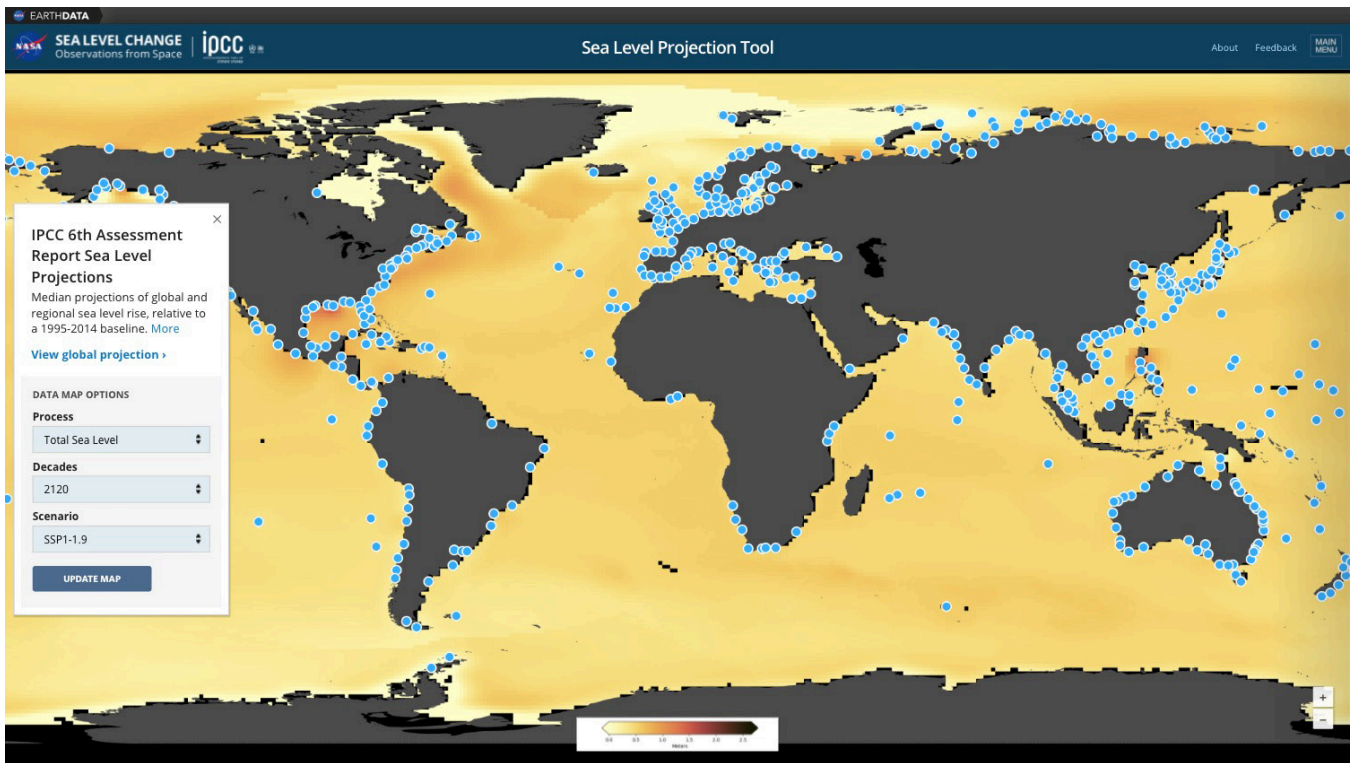 EARTHDATA
NASA
SEA LEVEL CHANGE
Observations from Space
ipcc
Sea Level Projection Tool
About
Feedback
MAIN
MENU
×
IPCC 6th Assessment
Report Sea Level
Projections
Median projections of global and
regional sea level rise, relative to
a 1995-2014 baseline. More
View global projection ›
DATA MAP OPTIONS
Process
Total Sea Level
Decades
2120
Scenario
SSP1-1.9
UPDATE MAP
+
−
0.0 0.5 1.0 1.5 2.0 2.5
Meters